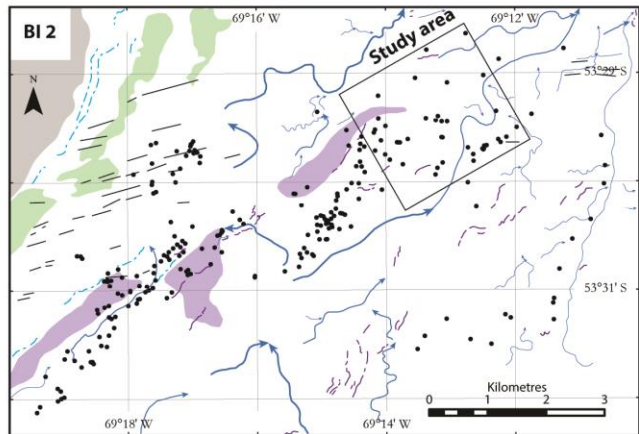 BI 2
69°16' W
69°12' W
Study area
53°29' S
N
53°31' S
Kilometres
0 1 2 3
69°18' W
69°14' W